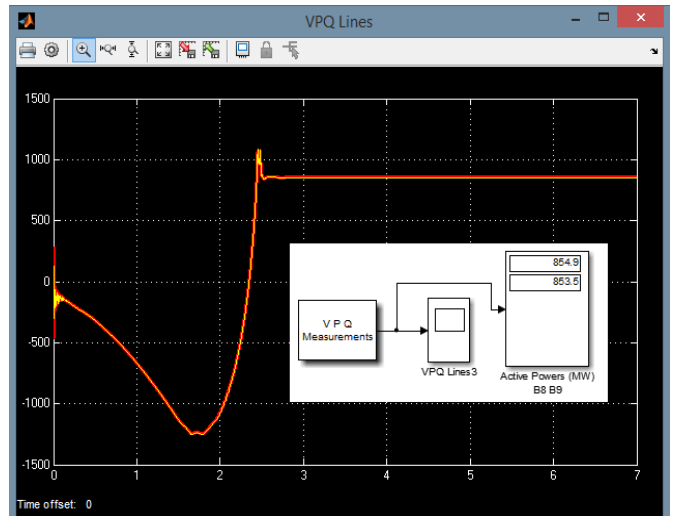 VPQ Lines
1500
1000
500
0
-500
-1000
-1500
0 1 2 3 4 5 6 7
Time offset: 0
854.9
853.5
V P Q
Measurements
VPQ Lines3
Active Powers (MW)
B8 B9